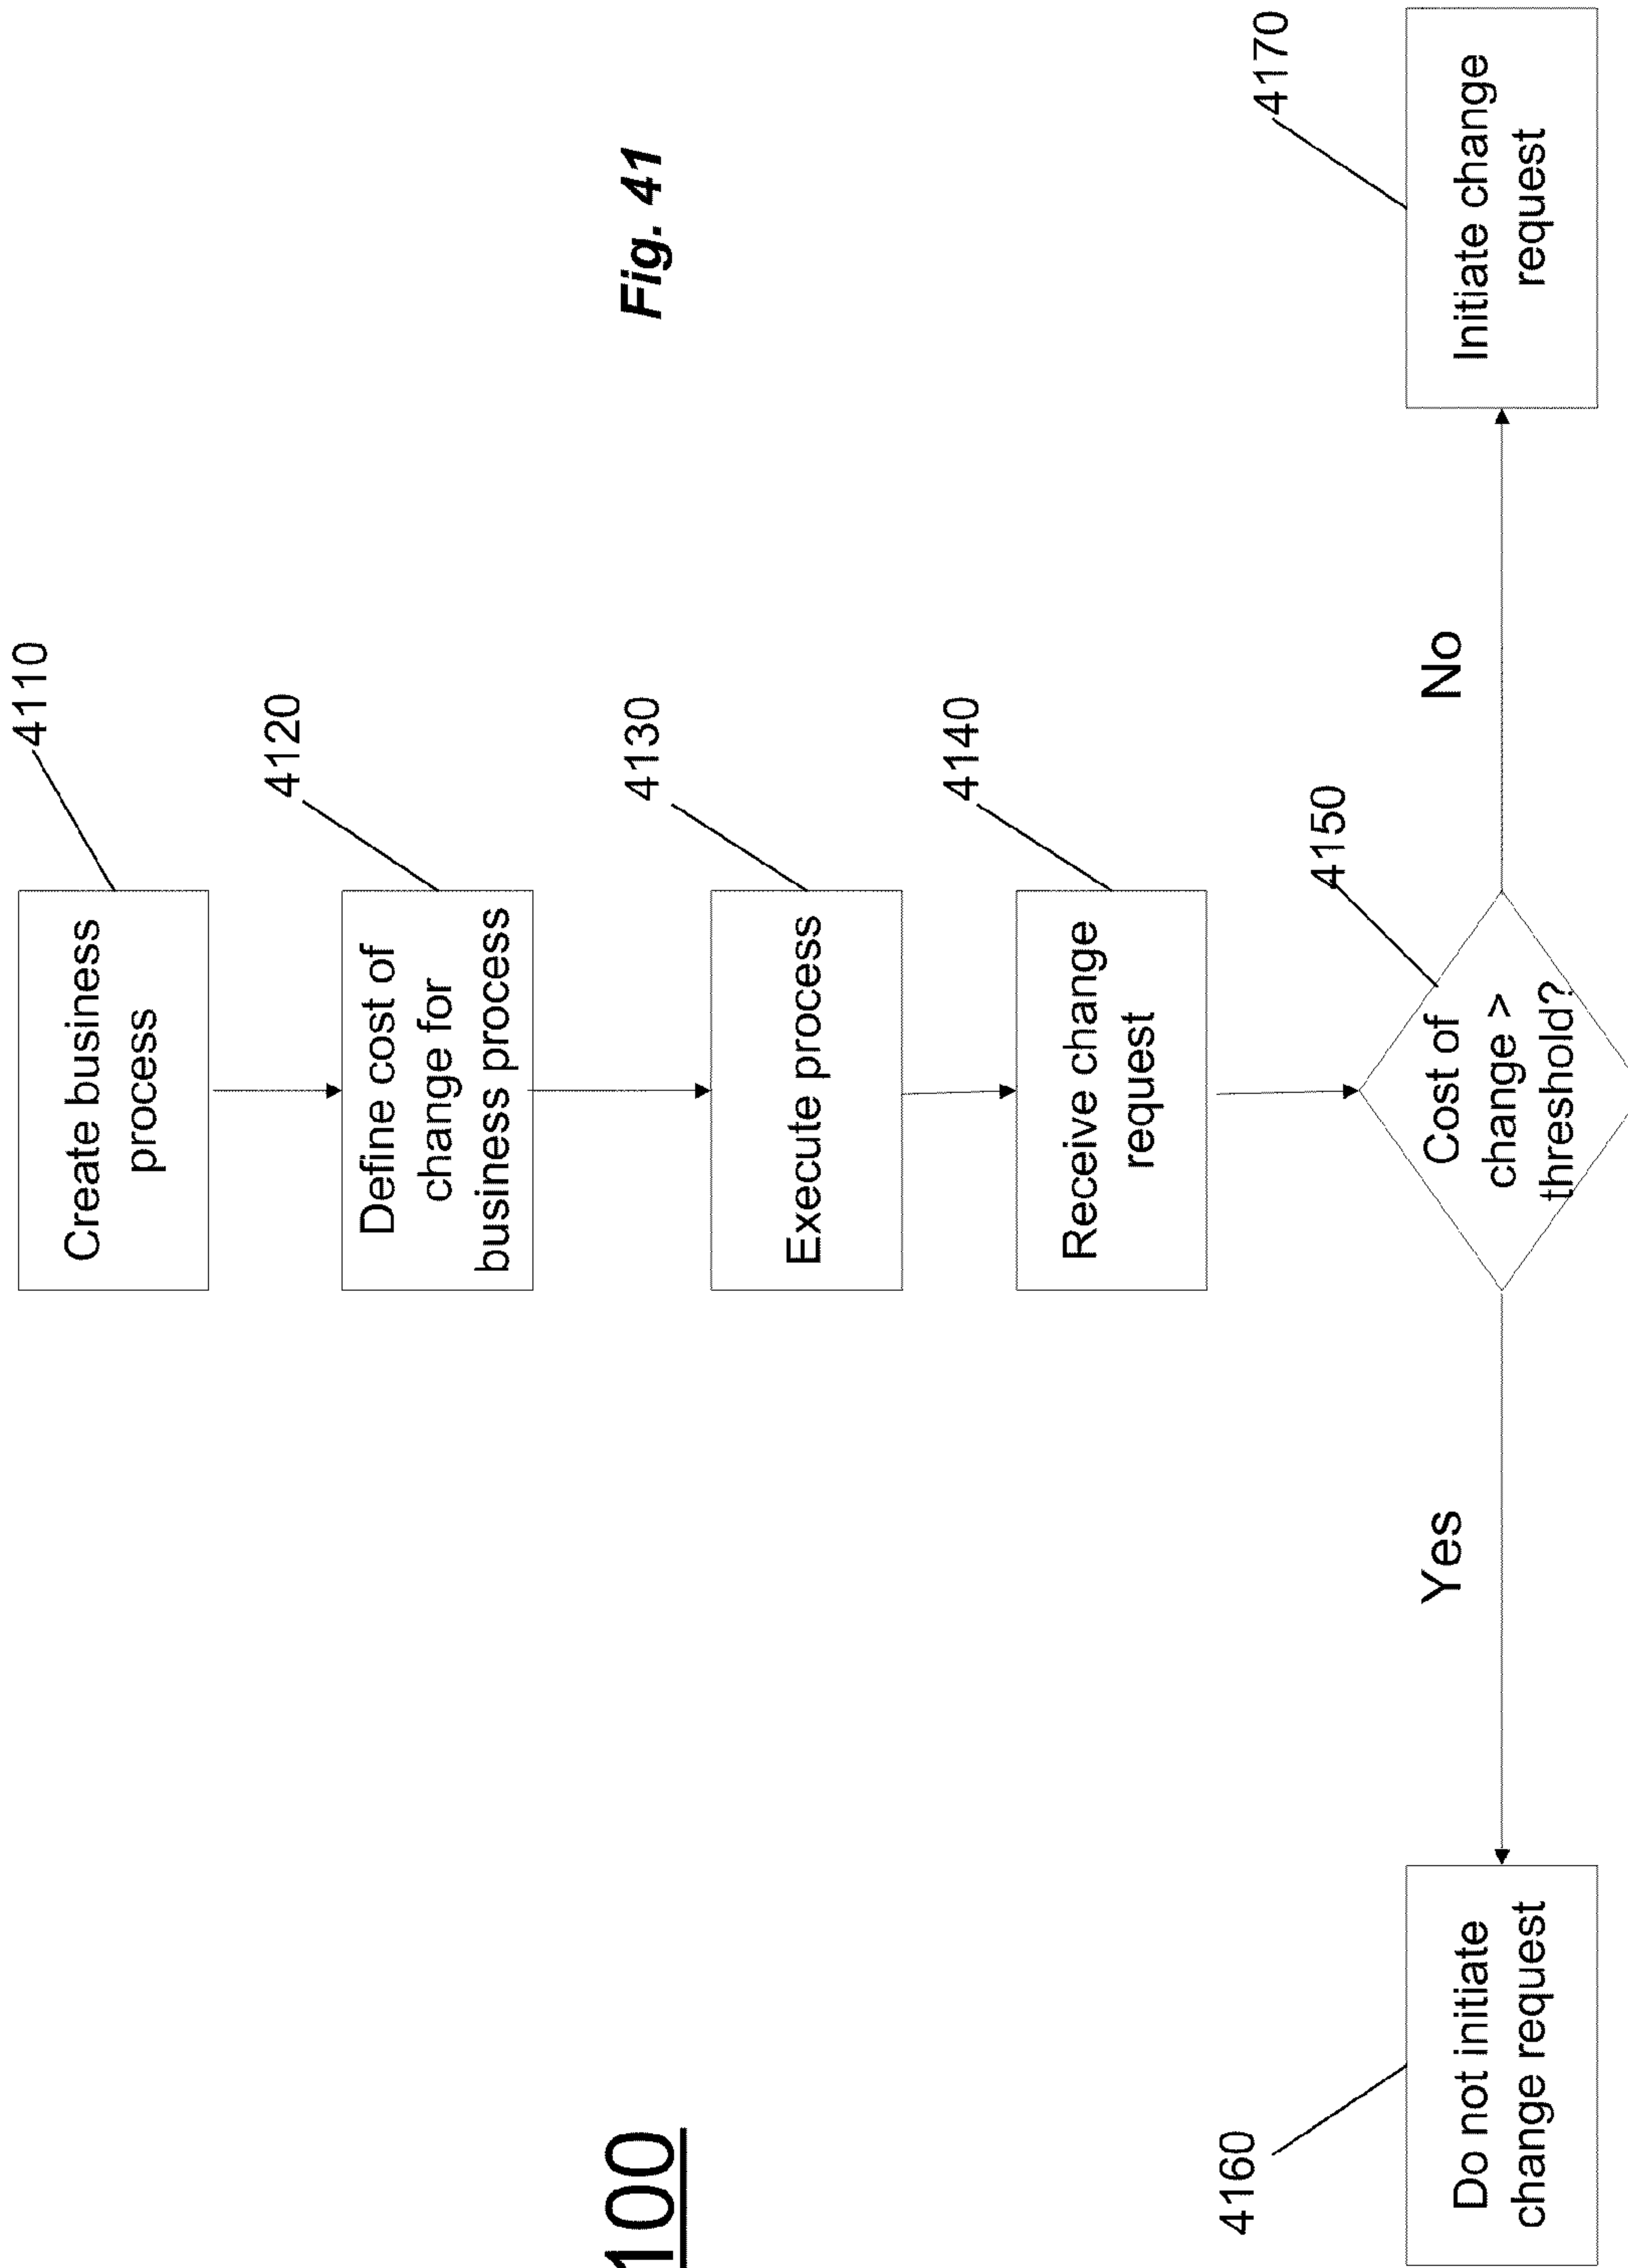 4110
Create business
process
4120
Define cost of
change for
business process
4130
Execute process
Fig. 41
100
4140
Receive change
request
4150
Cost of
change >
threshold?
Yes
No
4160
Do not initiate
change request
4170
Initiate change
request